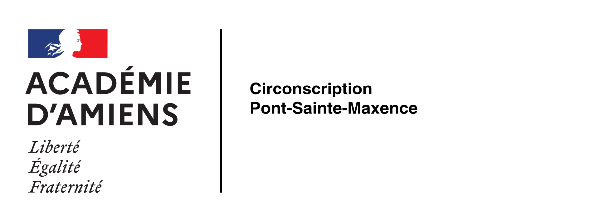 ACADÉMIE
D'AMIENS
Liberté
Égalité
Fraternité
Circonscription
Pont-Sainte-Maxence